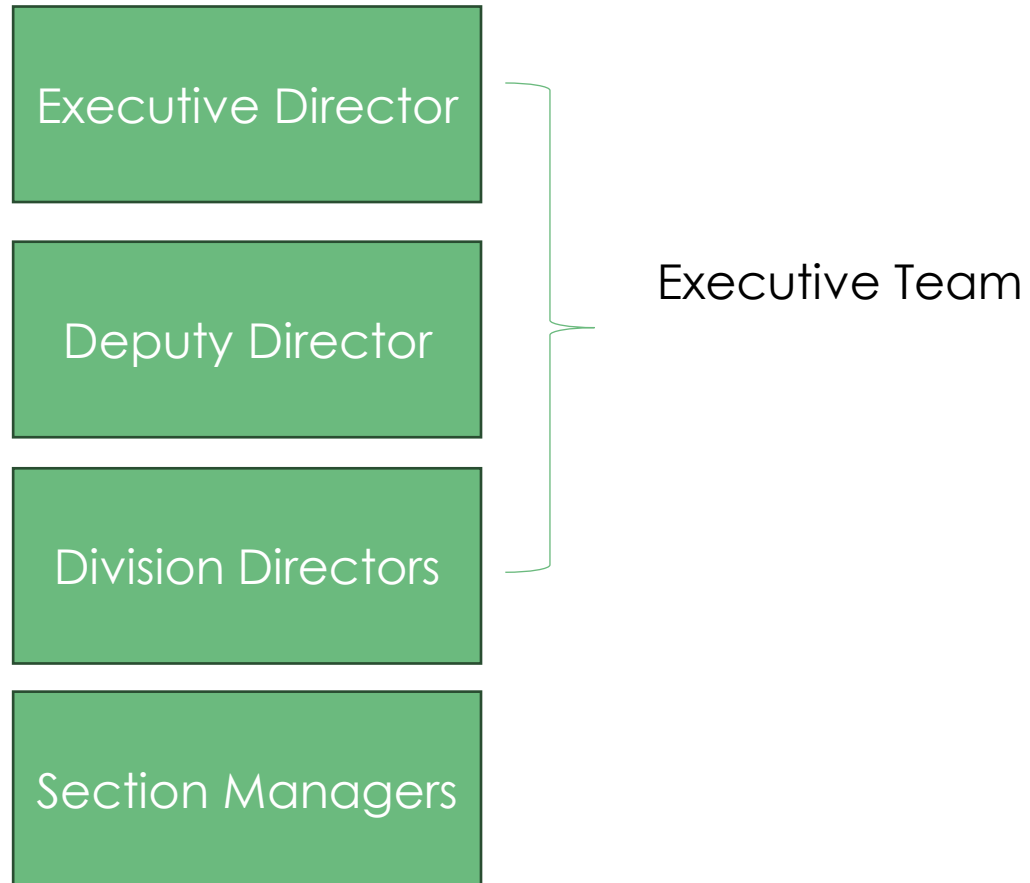 Executive Director
Executive Team
Deputy Director
Division Directors
Section Managers